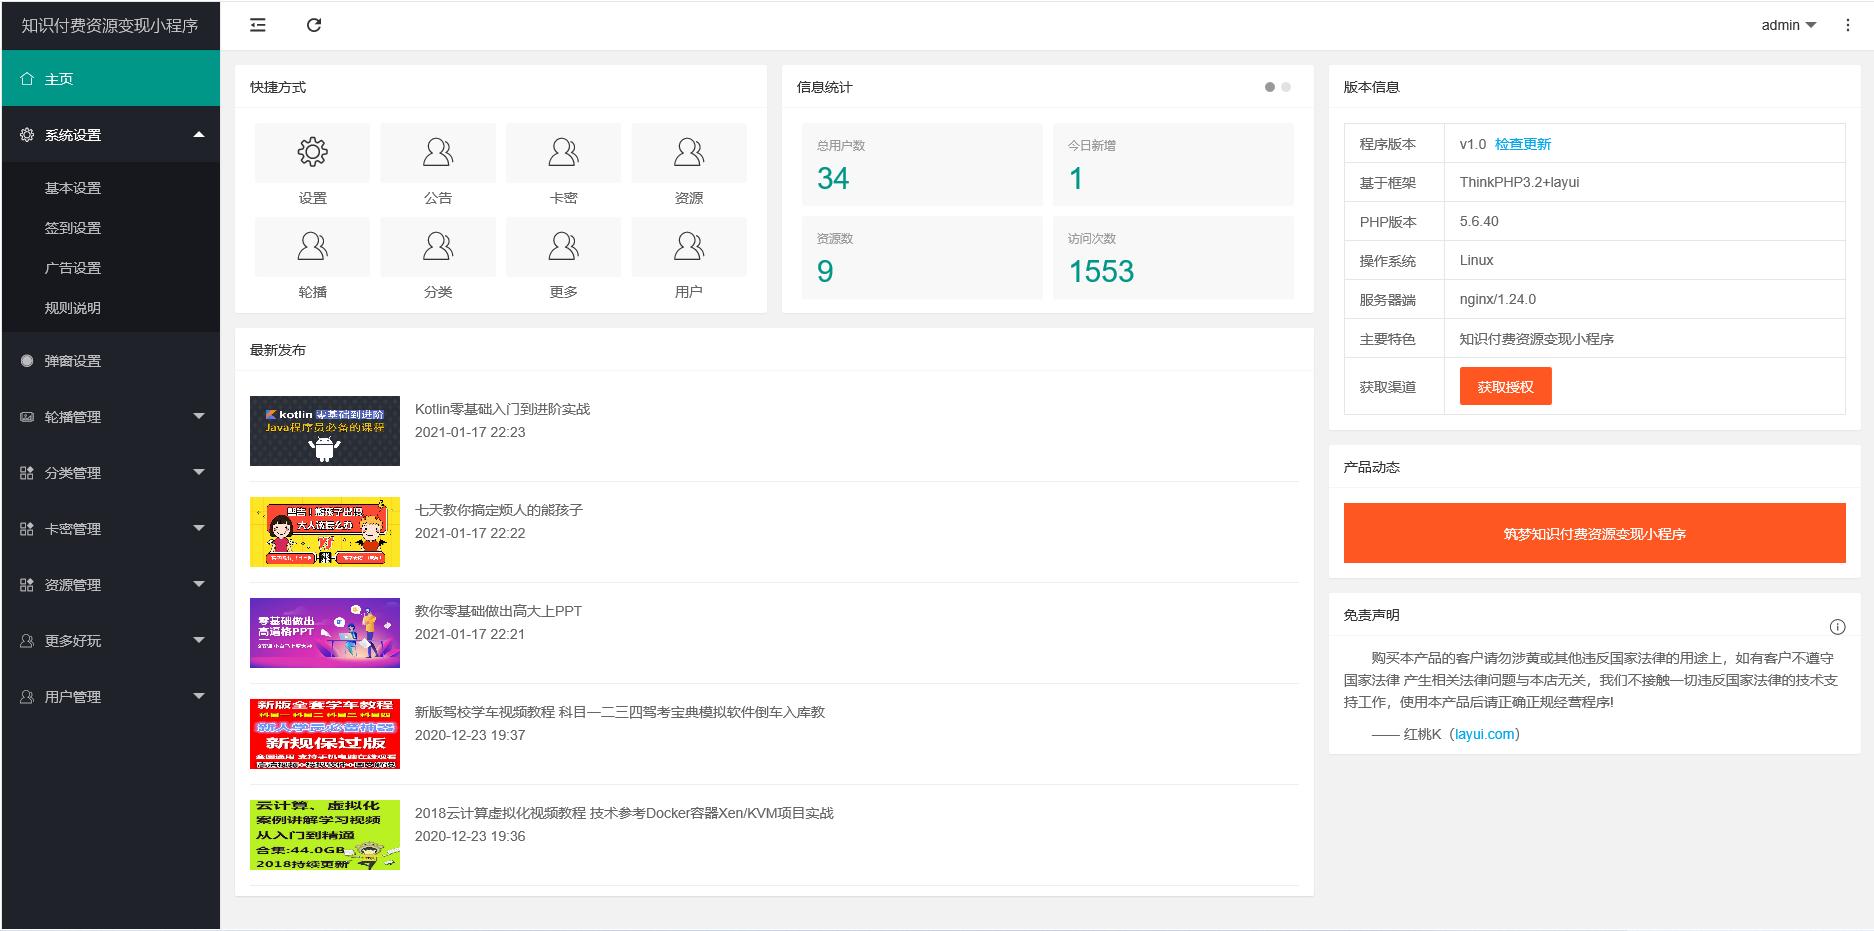 知识付费资源变现小程序
admin
主页
系统设置
基本设置
签到设置
广告设置
规则说明
弹窗设置
轮播管理
分类管理
卡密管理
资源管理
更多好玩
用户管理
快捷方式
设置
公告
卡密
资源
轮播
分类
更多
用户
信息统计
总用户数
34
今日新增
1
资源数
9
访问次数
1553
最新发布
kotlin 零基础到进阶
Java程序员必备的课程
Kotlin零基础入门到进阶实战
2021-01-17 22:23
大人该怎么办
七天教你搞定烦人的熊孩子
2021-01-17 22:22
零基础做出
高逼格PPT
教你零基础做出高大上PPT
2021-01-17 22:21
新版全套学车教程
新规保过版
新版驾校学车视频教程 科目一二三四驾考宝典模拟软件倒车入库教
2020-12-23 19:37
云计算、虚拟化
案例讲解学习视频
从入门到精通
合集:44.0GB
2018持续更新
2018云计算虚拟化视频教程 技术参考Docker容器Xen/KVM项目实战
2020-12-23 19:36
版本信息
程序版本 v1.0 检查更新
基于框架 ThinkPHP3.2+layui
PHP版本 5.6.40
操作系统 Linux
服务器端 nginx/1.24.0
主要特色 知识付费资源变现小程序
获取渠道 获取授权
产品动态
筑梦知识付费资源变现小程序
免责声明
购买本产品的客户请勿涉黄或其他违反国家法律的用途上，如有客户不遵守
国家法律 产生相关法律问题与本店无关，我们不接触一切违反国家法律的技术支
持工作，使用本产品后请正确正规经营程序!
—— 红桃K（layui.com）